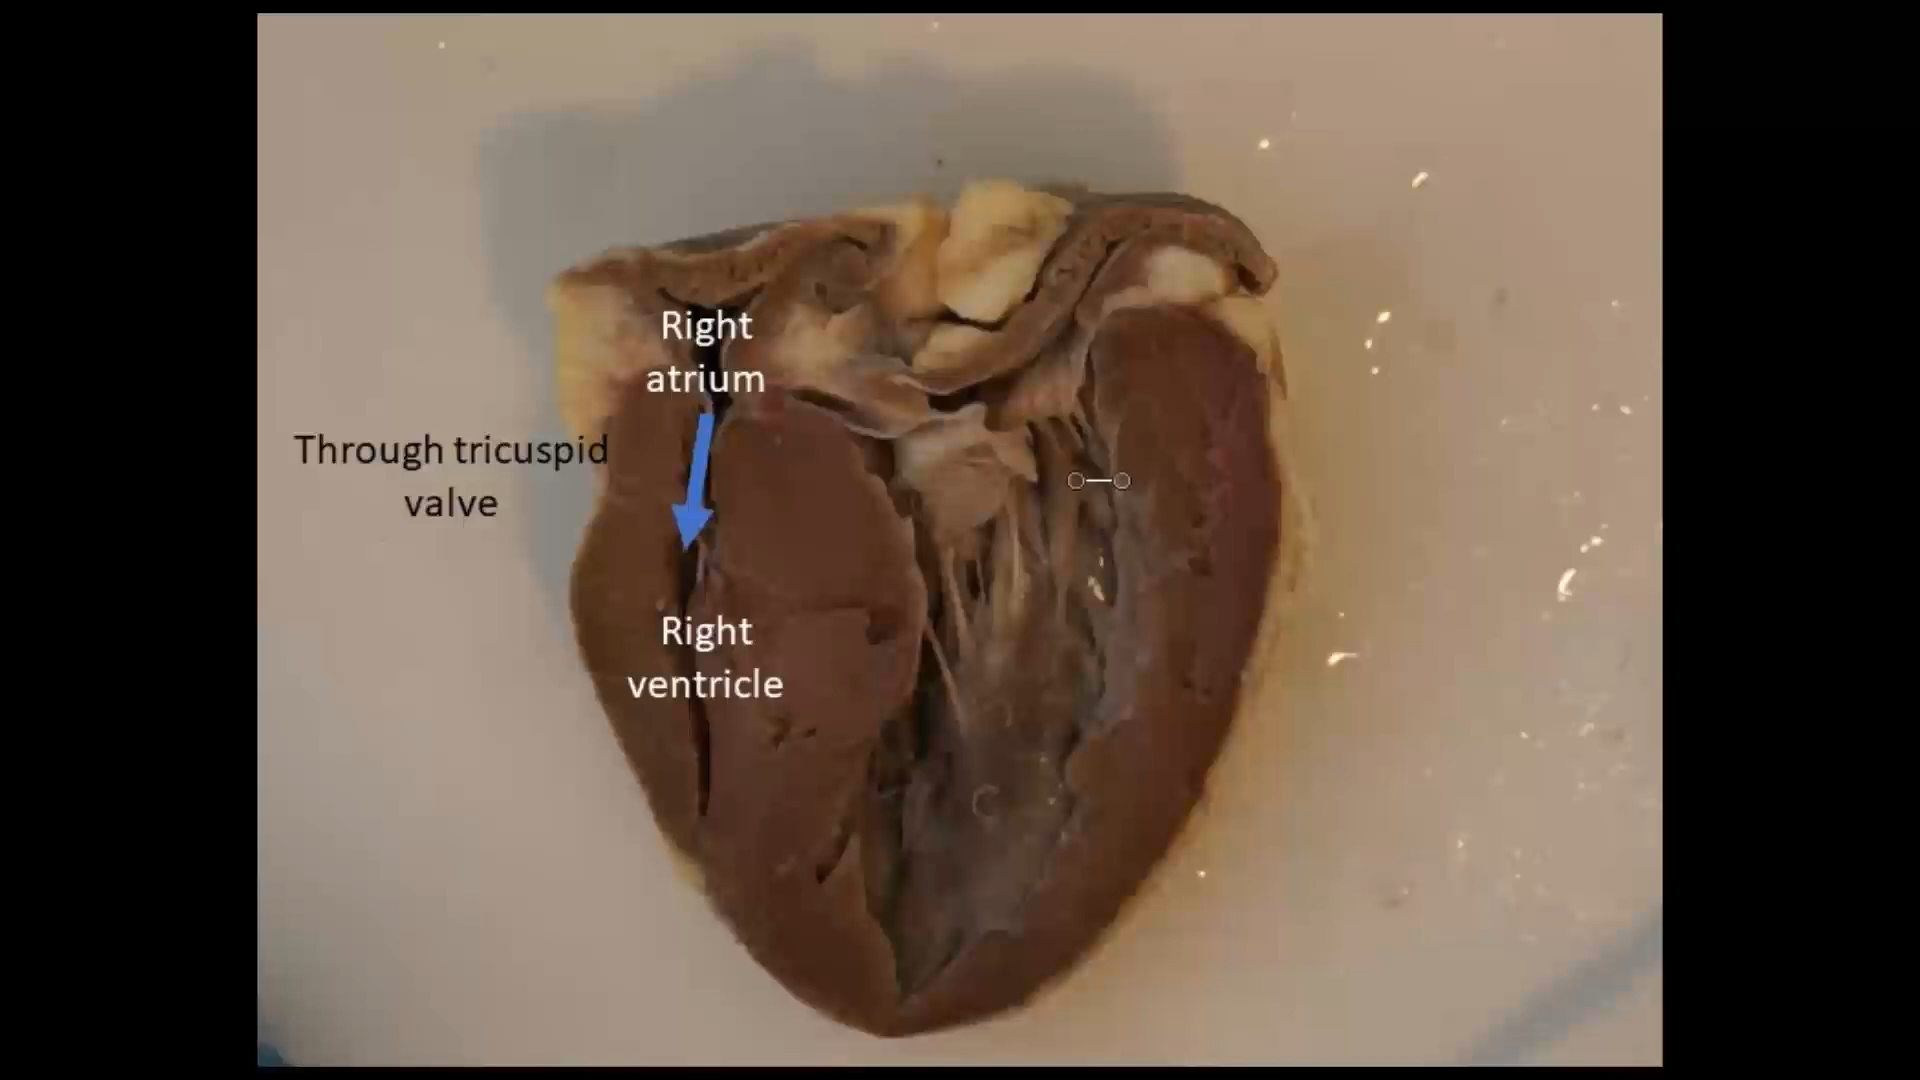 Right
atrium
Through tricuspid
valve
Right
ventricle